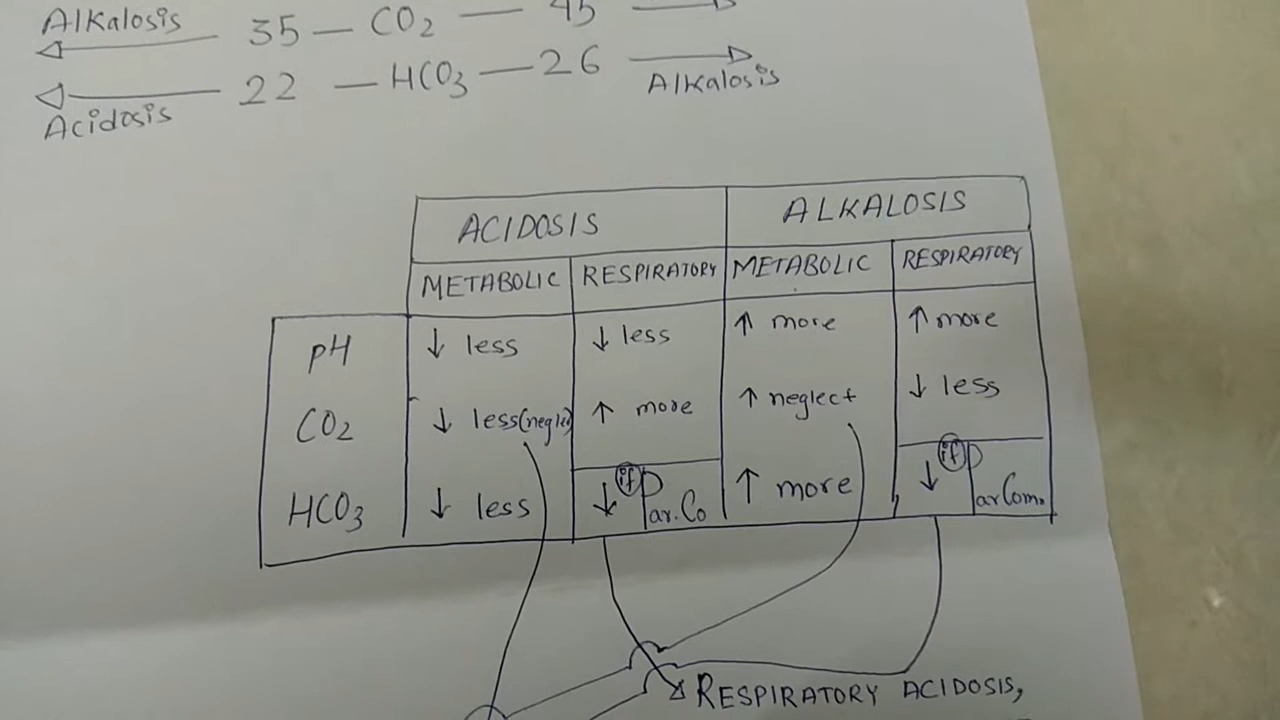 Alkalosis 35 — CO2 — 45
22 — HCO3 — 26
Acidosis Alkalosis
ACIDOSIS ALKALOSIS
METABOLIC RESPIRATORY METABOLIC RESPIRATORY
pH ↓ less ↓ less ↑ more ↑ more
CO2 ↓ less(negle) ↑ more ↑ neglect ↓ less
HCO3 ↓ less ↓ if Par.Co ↑ more ↓ if ParCom.
RESPIRATORY ACIDOSIS,